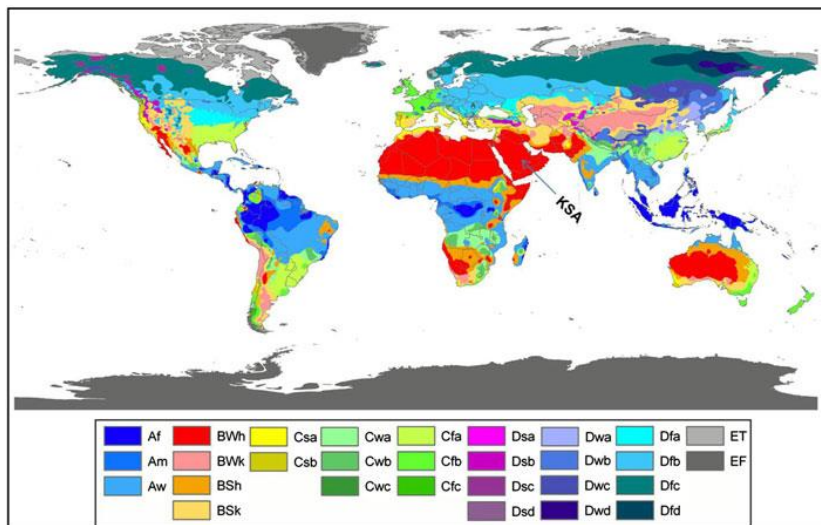 KSA
Af BWh Csa Cwa Cfa Dsa Dwa Dfa ET
Am BWk Csb Cwb Cfb Dsb Dwb Dfb EF
Aw BSh Cwc Cfc Dsc Dwc Dfc
BSk Dsd Dwd Dfd